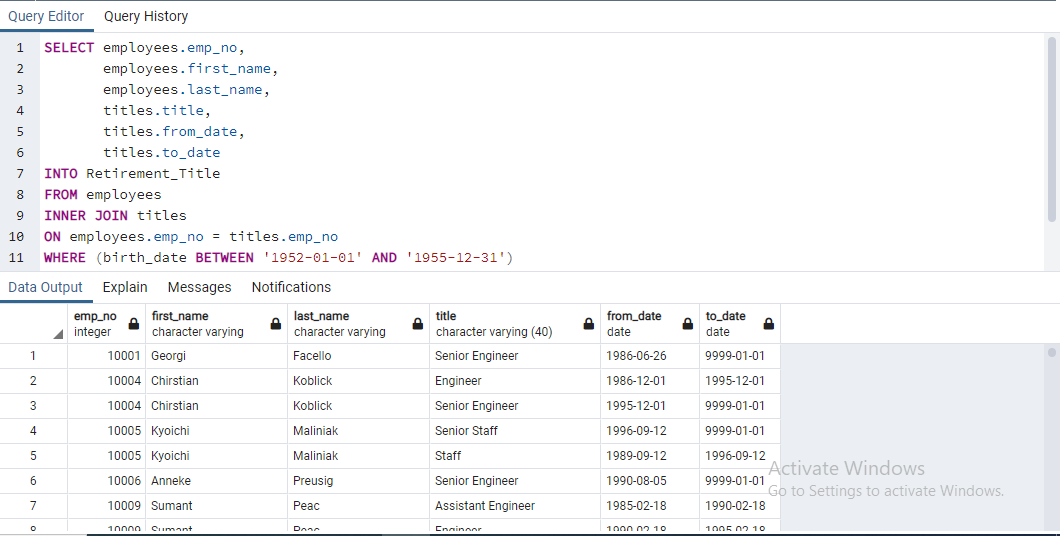 Query Editor Query History
1 SELECT employees.emp_no,
2 employees.first_name,
3 employees.last_name,
4 titles.title,
5 titles.from_date,
6 titles.to_date
7 INTO Retirement_Title
8 FROM employees
9 INNER JOIN titles
10 ON employees.emp_no = titles.emp_no
11 WHERE (birth_date BETWEEN '1952-01-01' AND '1955-12-31')
Data Output Explain Messages Notifications
emp_no first_name last_name title from_date to_date
integer character varying character varying character varying (40) date date
1 10001 Georgi Facello Senior Engineer 1986-06-26 9999-01-01
2 10004 Chirstian Koblick Engineer 1986-12-01 1995-12-01
3 10004 Chirstian Koblick Senior Engineer 1995-12-01 9999-01-01
4 10005 Kyoichi Maliniak Senior Staff 1996-09-12 9999-01-01
5 10005 Kyoichi Maliniak Staff 1989-09-12 1996-09-12
6 10006 Anneke Preusig Senior Engineer 1990-08-05 9999-01-01
7 10009 Sumant Peac Assistant Engineer 1985-02-18 1990-02-18
8 10009 Sumant Peac Engineer 1990-02-18 1995-02-18
Activate Windows
Go to Settings to activate Windows.